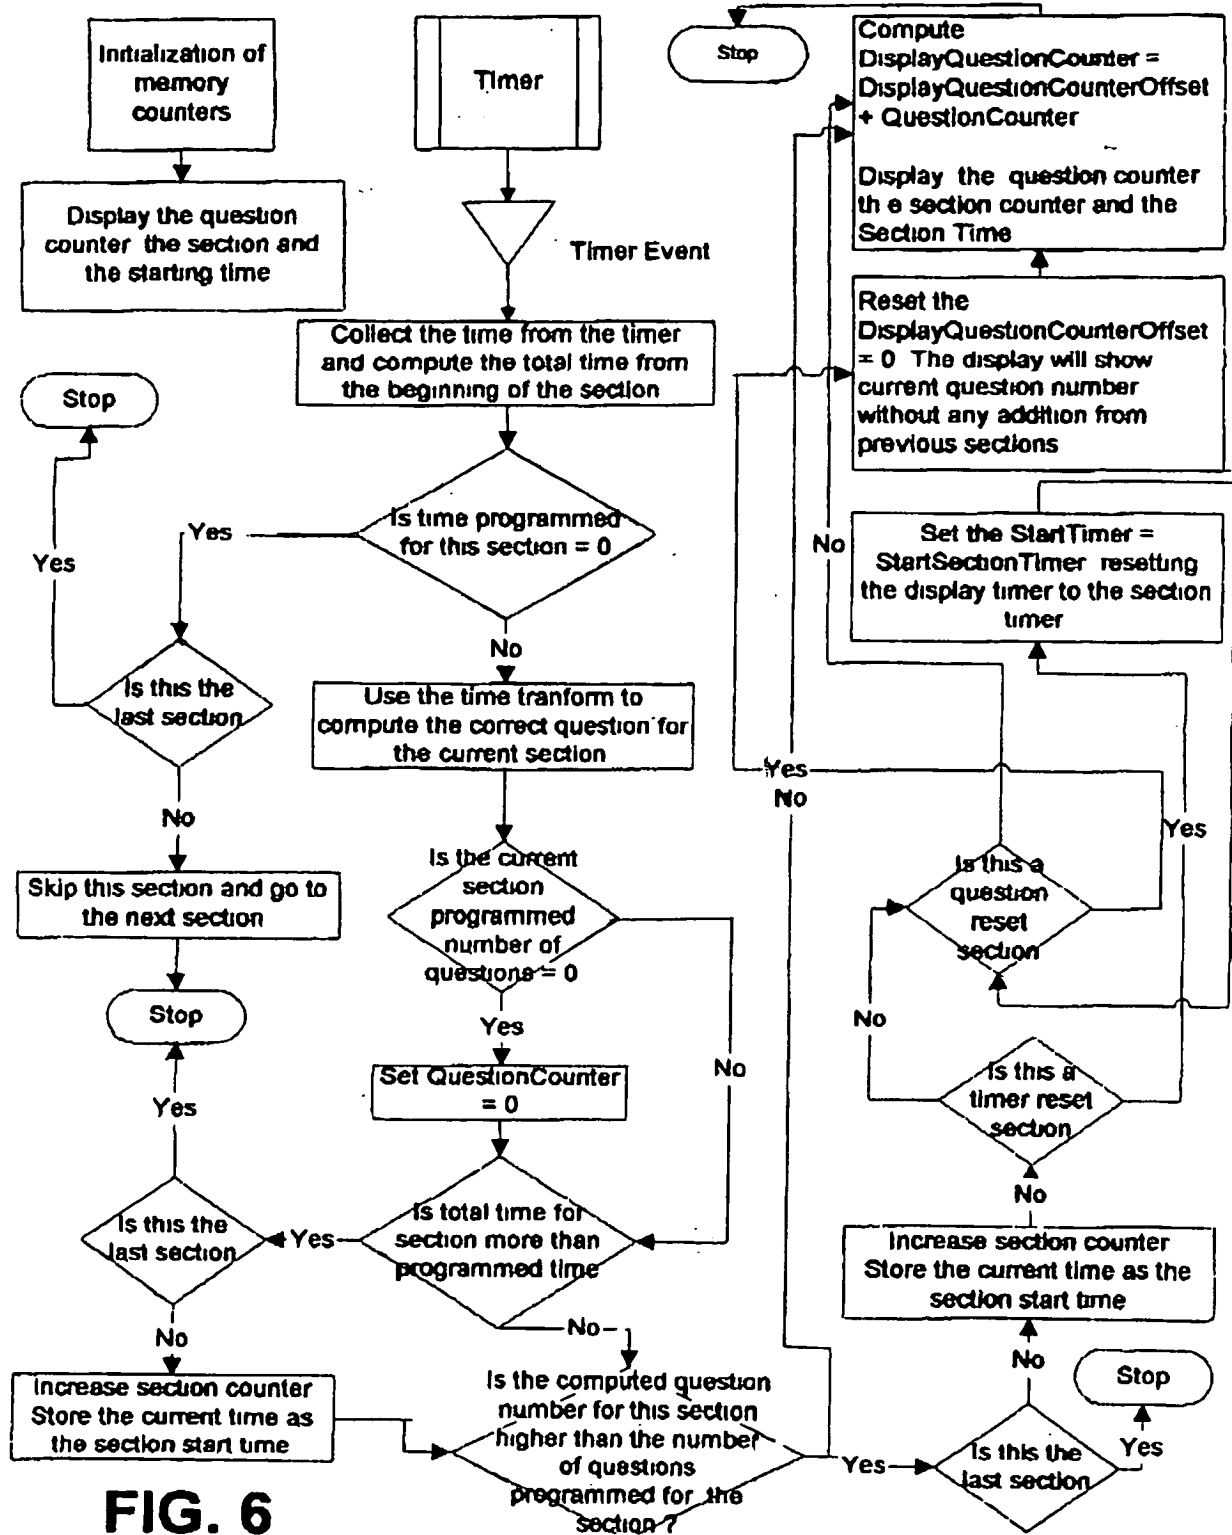 Initialization of
memory
counters
Display the question
counter the section and
the starting time
Timer
Timer Event
Collect the time from the timer
and compute the total time from
the beginning of the section
Is time programmed
for this section = 0
Yes
No
Stop
Yes
Is this the
last section
No
Skip this section and go to
the next section
Stop
Use the time tranform to
compute the correct question for
the current section
Is the current
section
programmed
number of
questions = 0
Yes
No
Set QuestionCounter
= 0
Is total time for
section more than
programmed time
Yes
No
Is this the
last section
Yes
No
Increase section counter
Store the current time as
the section start time
Is the computed question
number for this section
higher than the number
of questions
programmed for the
section ?
Yes
No
Is this the
last section
Yes
Stop
No
Increase section counter
Store the current time as the
section start time
No
Is this a
timer reset
section
No
Yes
Set the StartTimer =
StartSectionTimer resetting
the display timer to the section
timer
Is this a
question
reset
section
No
Yes
Reset the
DisplayQuestionCounterOffset
= 0 The display will show
current question number
without any addition from
previous sections
Compute
DisplayQuestionCounter =
DisplayQuestionCounterOffset
+ QuestionCounter
Display the question counter
th e section counter and the
Section Time
Stop
FIG. 6